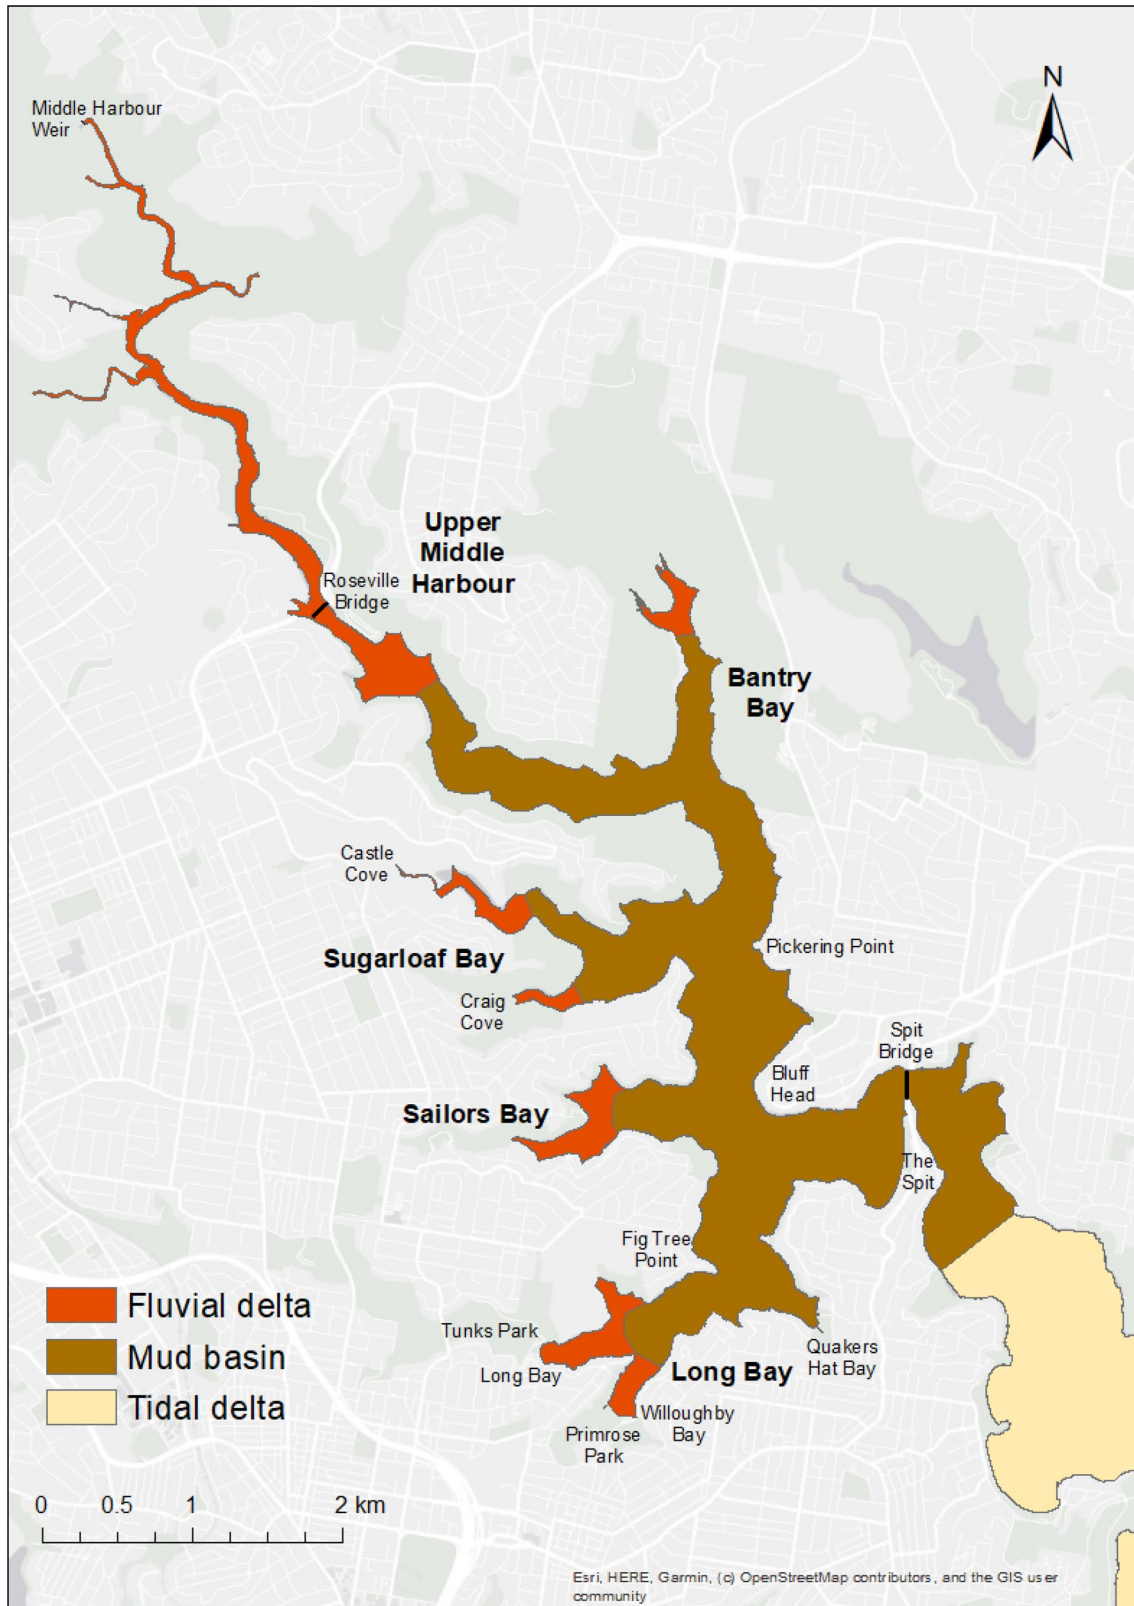 N
Middle Harbour
Weir
Upper
Middle
Harbour
Roseville
Bridge
Bantry
Bay
Castle
Cove
Sugarloaf Bay
Pickering Point
Craig
Cove
Spit
Bridge
Bluff
Head
Sailors Bay
The
Spit
Fig Tree
Point
Fluvial delta
Mud basin
Tidal delta
Tunks Park
Long Bay
Long Bay
Quakers
Hat Bay
Willoughby
Bay
Primrose
Park
0 0.5 1 2 km
Esri, HERE, Garmin, (c) OpenStreetMap contributors, and the GIS user
community